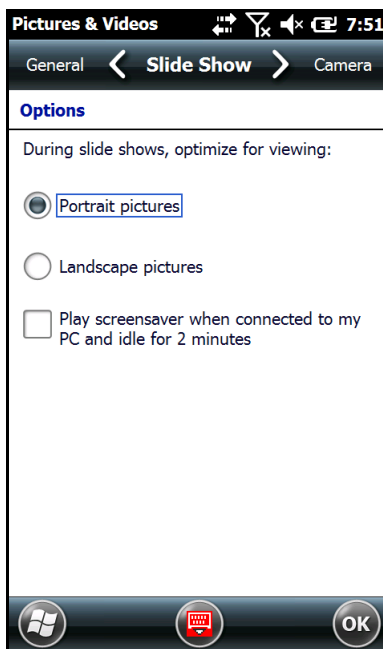 Pictures & Videos 7:51
General Slide Show Camera
Options
During slide shows, optimize for viewing:
Portrait pictures
Landscape pictures
Play screensaver when connected to my
PC and idle for 2 minutes
OK